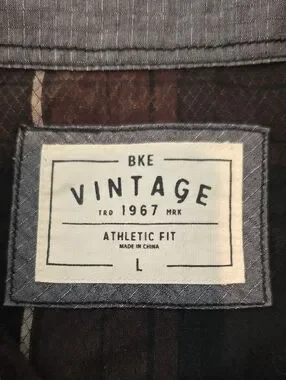 BKE
VINTAGE
TRD 1967 MRK
ATHLETIC FIT
MADE IN CHINA
L